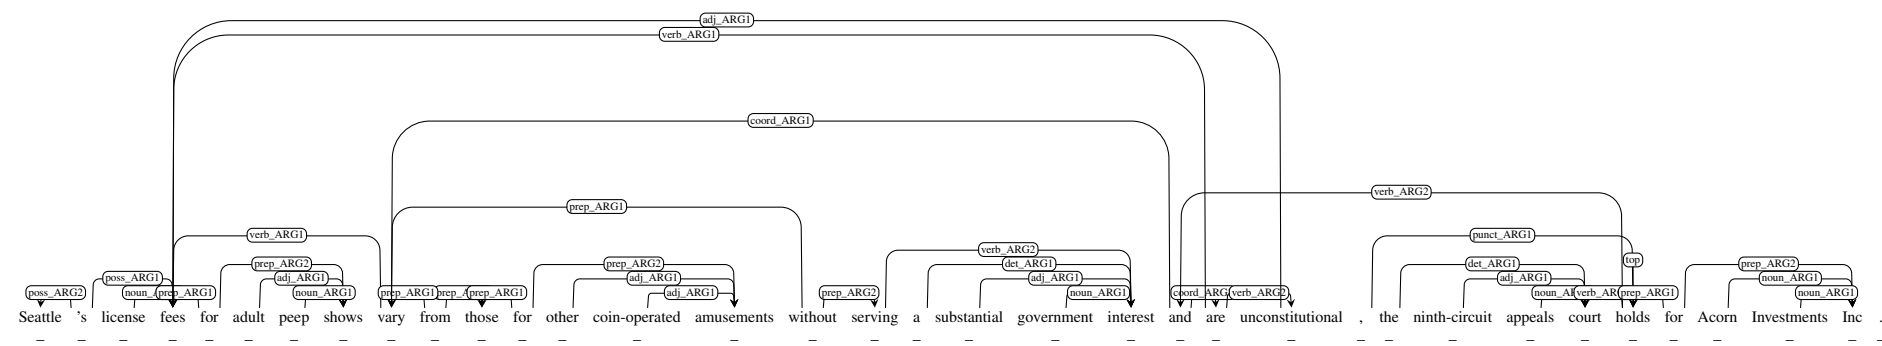 adj_ARG1
verb_ARG1
coord_ARG1
verb_ARG2
prep_ARG1
verb_ARG1 punct_ARG1
verb_ARG2
top
prep_ARG2 prep_ARG2 det_ARG1 det_ARG1 prep_ARG2
poss_ARG1 adj_ARG1 adj_ARG1 adj_ARG1 adj_ARG1 noun_ARG1
poss_ARG2 prep_ARG1 noun_ARG1 prep_ARG1 prep_ARG1 adj_ARG1 prep_ARG2 noun_ARG1 verb_ARG2 prep_ARG1 noun_ARG1
Seattle 's license fees for adult peep shows vary from those for other coin-operated amusements without serving a substantial government interest and are unconstitutional , the ninth-circuit appeals court holds for Acorn Investments Inc .
_ _ _ _ _ _ _ _ _ _ _ _ _ _ _ _ _ _ _ _ _ _ _ _ _ _ _ _ _ _ _ _ _ _ _